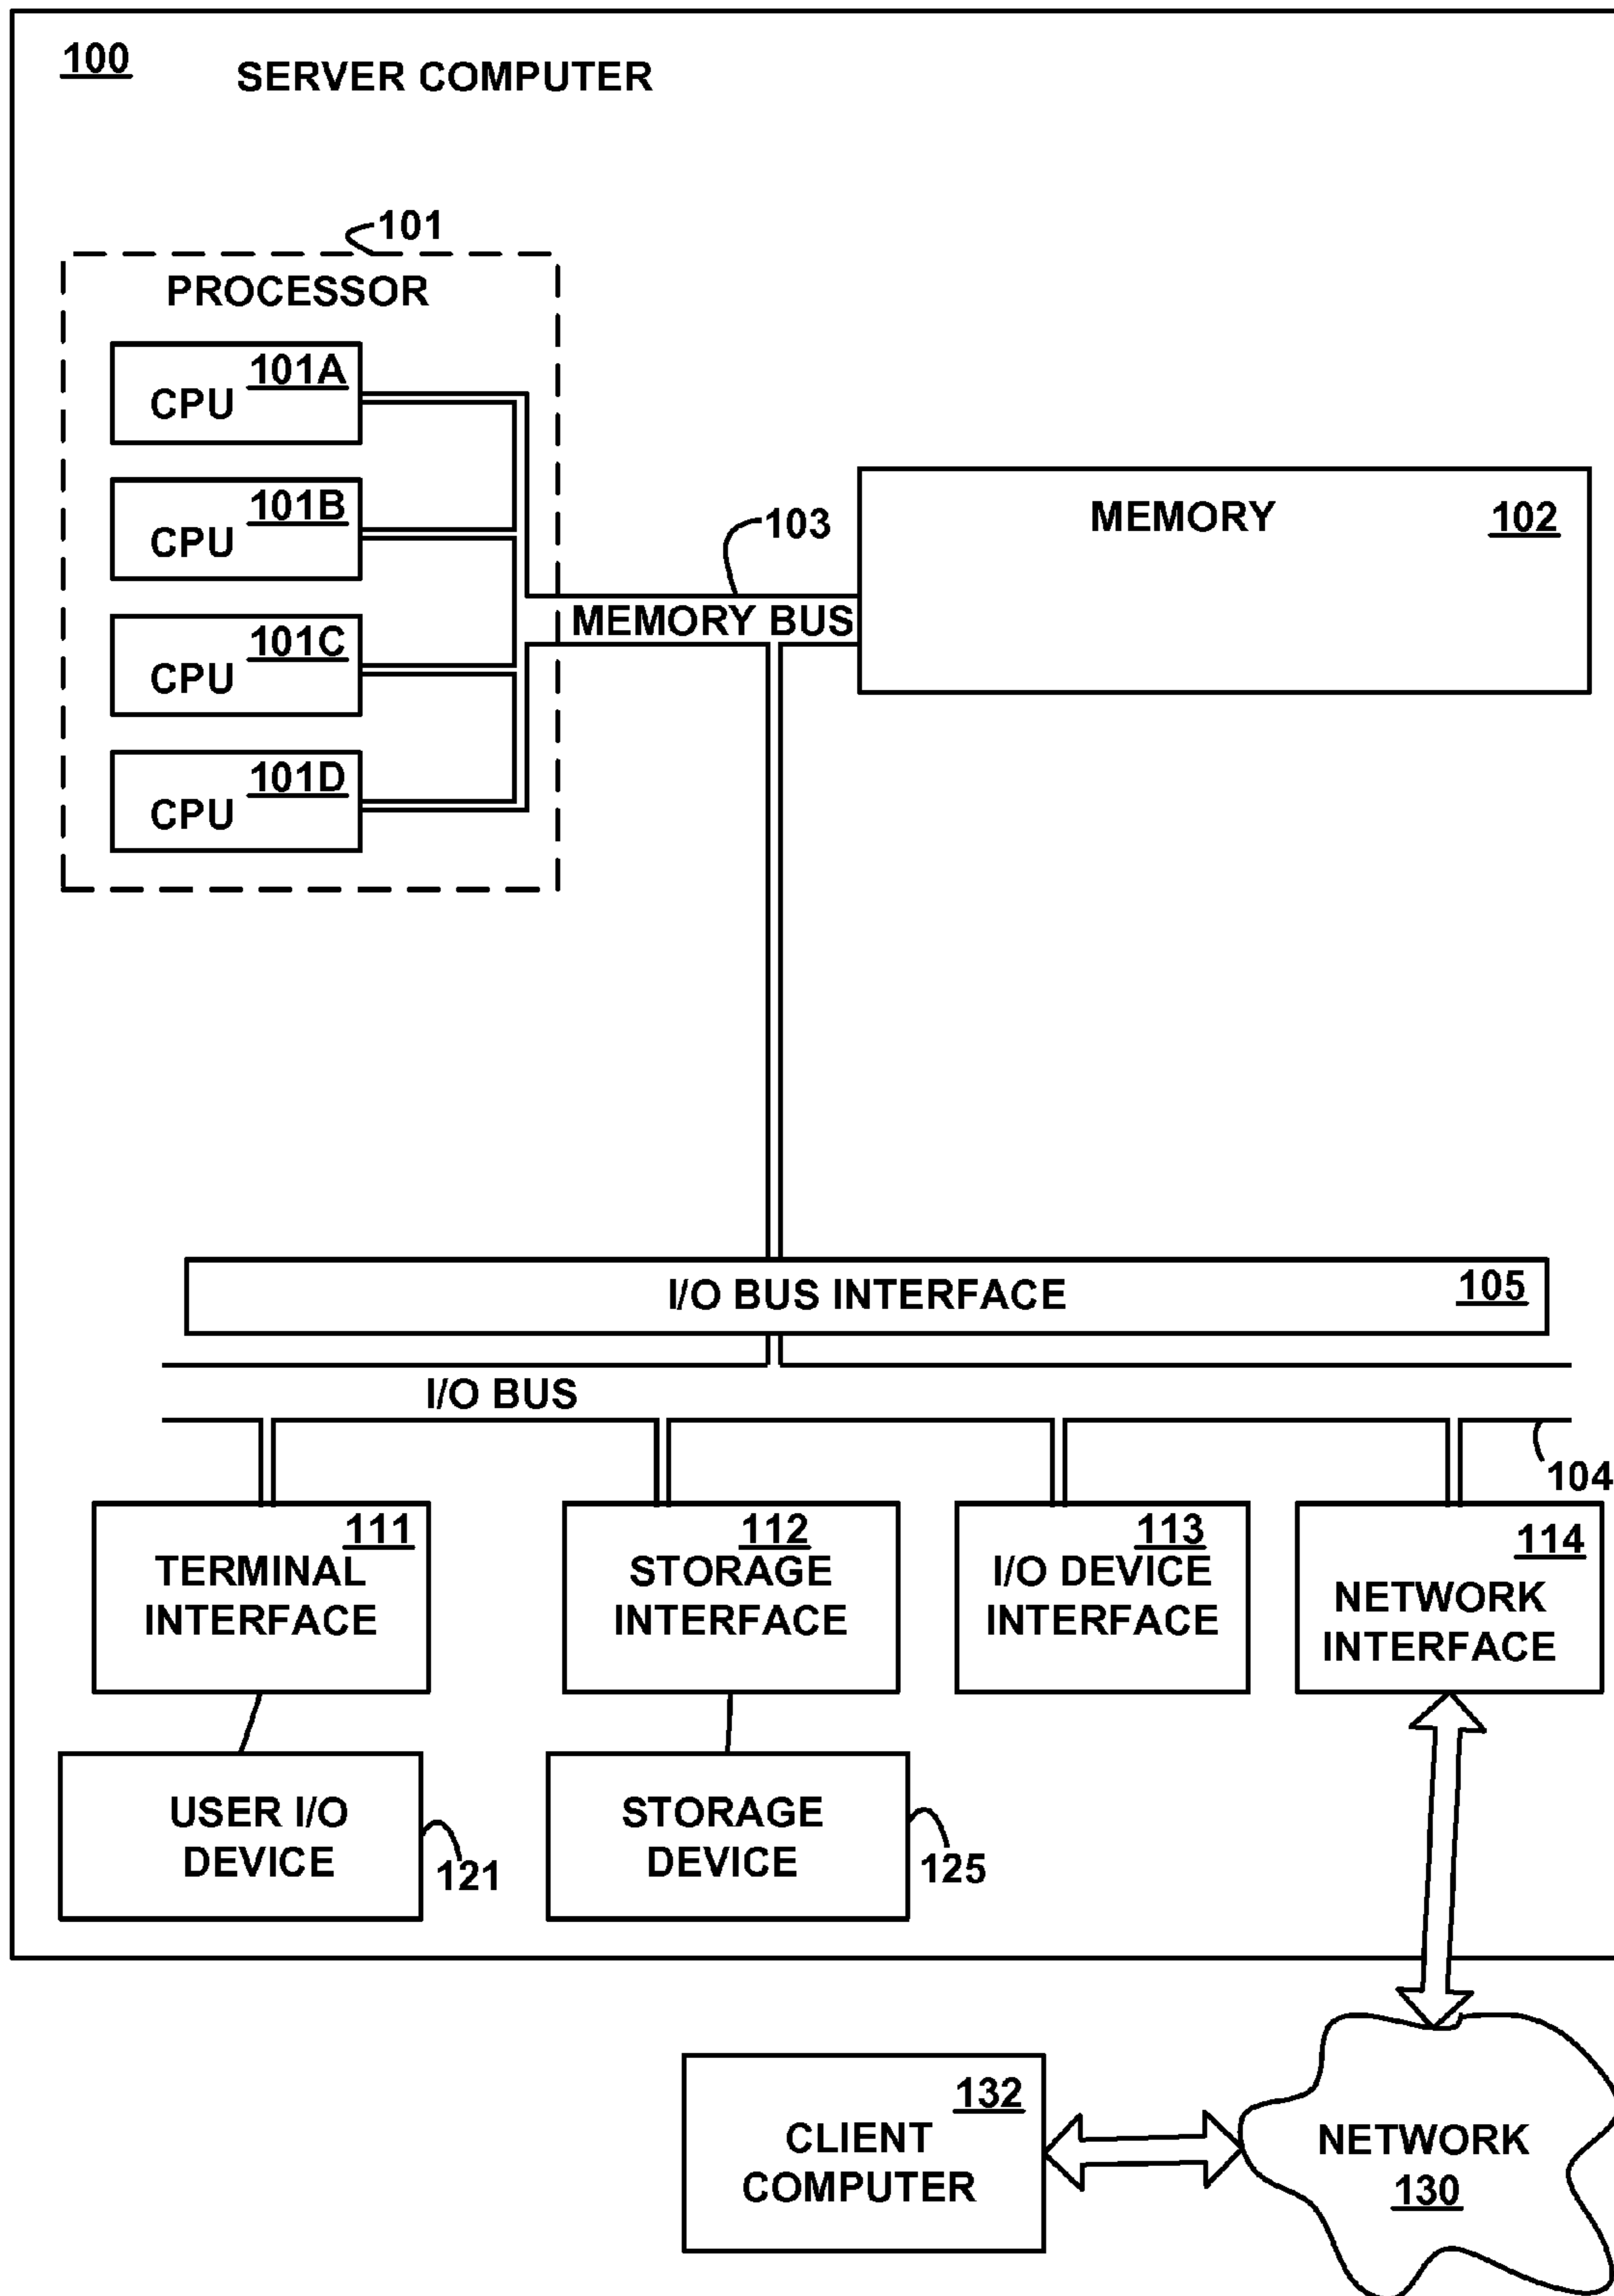 100
SERVER COMPUTER
101
PROCESSOR
101A
CPU
101B
CPU
101C
CPU
101D
CPU
103
MEMORY BUS
MEMORY
102
I/O BUS INTERFACE
105
I/O BUS
104
111
TERMINAL
INTERFACE
112
STORAGE
INTERFACE
113
I/O DEVICE
INTERFACE
114
NETWORK
INTERFACE
USER I/O
DEVICE
121
STORAGE
DEVICE
125
132
CLIENT
COMPUTER
NETWORK
130